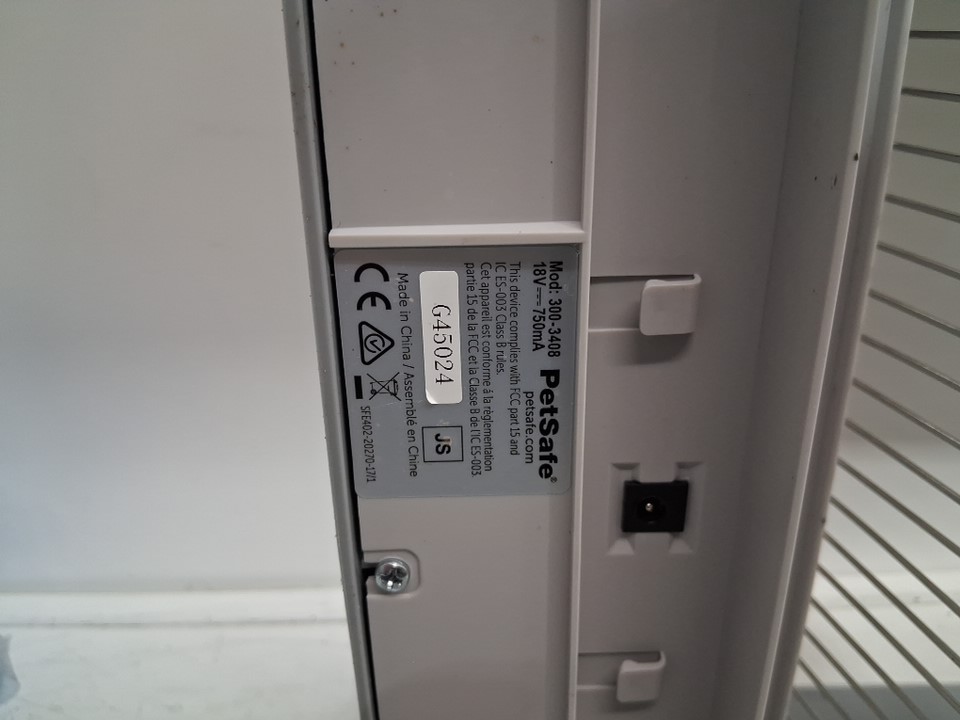 Mod: 300-3408
18V⎓750mA
PetSafe®
petsafe.com
This device complies with FCC part 15 and
IC ES-003 Class B rules.
Cet appareil est conforme à la règlementation
partie 15 de la FCC et la Classe B de l'IC ES-003.
G45024
JS
Made in China / Assemblé en Chine
CE
SFE402-20270-17/1